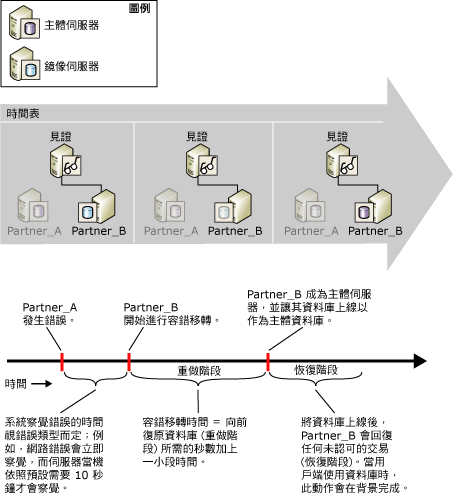 圖例
主體伺服器
鏡像伺服器
時間表
見證
見證
見證
Partner_A
Partner_B
Partner_A
Partner_B
Partner_A
Partner_B
Partner_A
發生錯誤。
Partner_B
開始進行容錯移轉。
Partner_B 成為主體伺服
器，並讓其資料庫上線以
作為主體資料庫。
重做階段
恢復階段
時間
系統察覺錯誤的時間
視錯誤類型而定；例
如，網路錯誤會立即
察覺，而伺服器當機
依照預設需要 10 秒
鐘才會察覺。
容錯移轉時間 = 向前
復原資料庫 (重做階
段) 所需的秒數加上
一小段時間。
將資料庫上線後，
Partner_B 會回復
任何未認可的交易
(恢復階段)。當用
戶端使用資料庫時，
此動作會在背景完成。